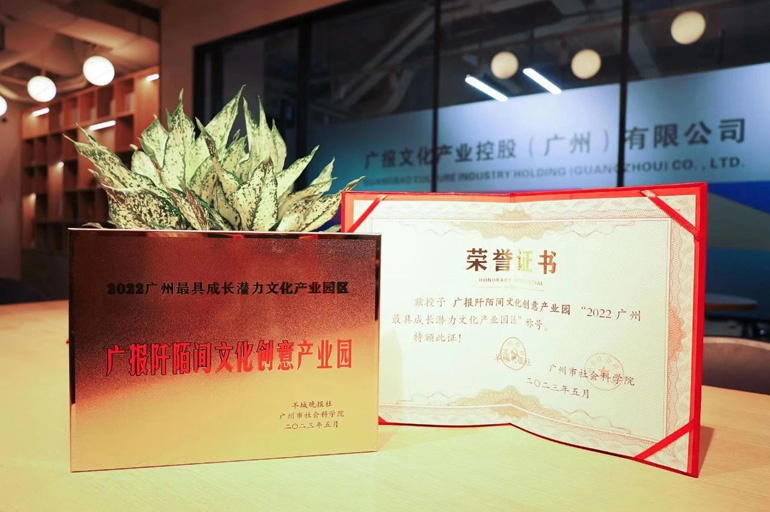 广报文化产业控股（广州）有限公司
GUANGBAO CULTURE INDUSTRY HOLDING (GUANGZHOU) CO., LTD.
2022广州最具成长潜力文化产业园区
广报阡陌间文化创意产业园
羊城晚报社
广州市社会科学院
二〇二三年五月
荣誉证书
HONORARY CREDENTIAL
兹授予 广报阡陌间文化创意产业园 “2022广州
最具成长潜力文化产业园区”称号。
特颁此证！
羊城晚报社 广州市社会科学院
二〇二三年五月